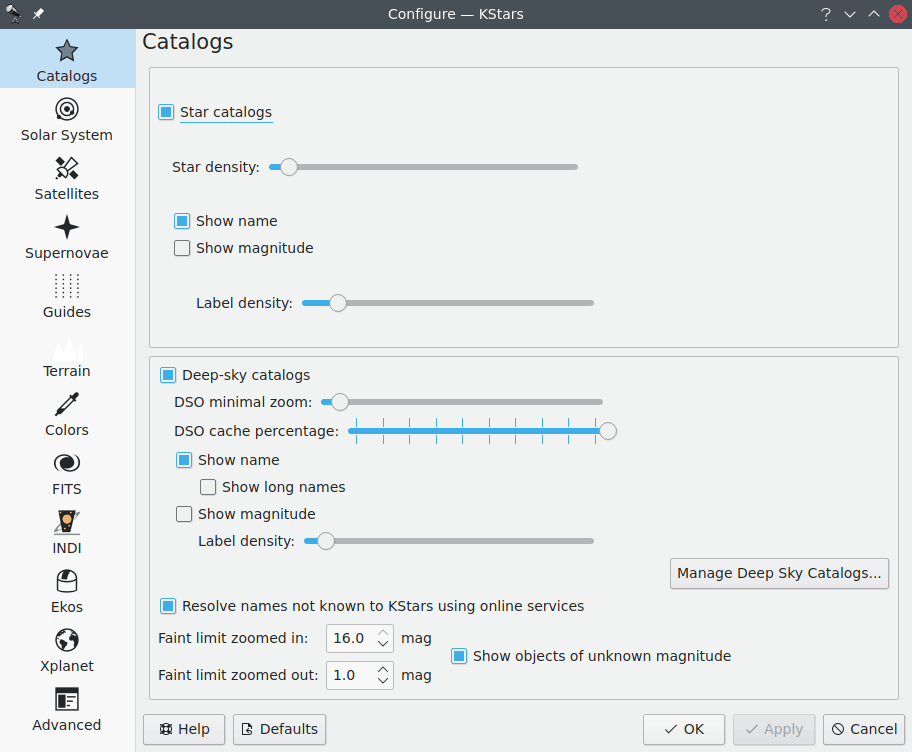 Configure — KStars
Catalogs
Solar System
Satellites
Supernovae
Guides
Terrain
Colors
FITS
INDI
Ekos
Xplanet
Advanced
Catalogs
Star catalogs
Star density:
Show name
Show magnitude
Label density:
Deep-sky catalogs
DSO minimal zoom:
DSO cache percentage:
Show name
Show long names
Show magnitude
Label density:
Manage Deep Sky Catalogs...
Resolve names not known to KStars using online services
Faint limit zoomed in: 16.0 mag
Show objects of unknown magnitude
Faint limit zoomed out: 1.0 mag
Help Defaults OK Apply Cancel